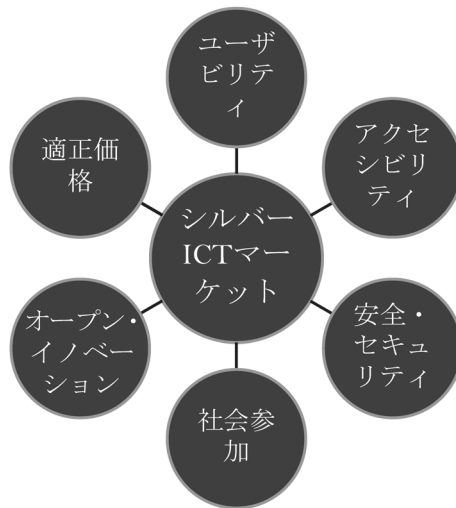 ユーザ
ビリテ
ィ
アクセ
シビリ
ティ
適正価
格
シルバー
ICTマー
ケット
安全・
セキュ
リティ
オープン・
イノベー
ション
社会参
加